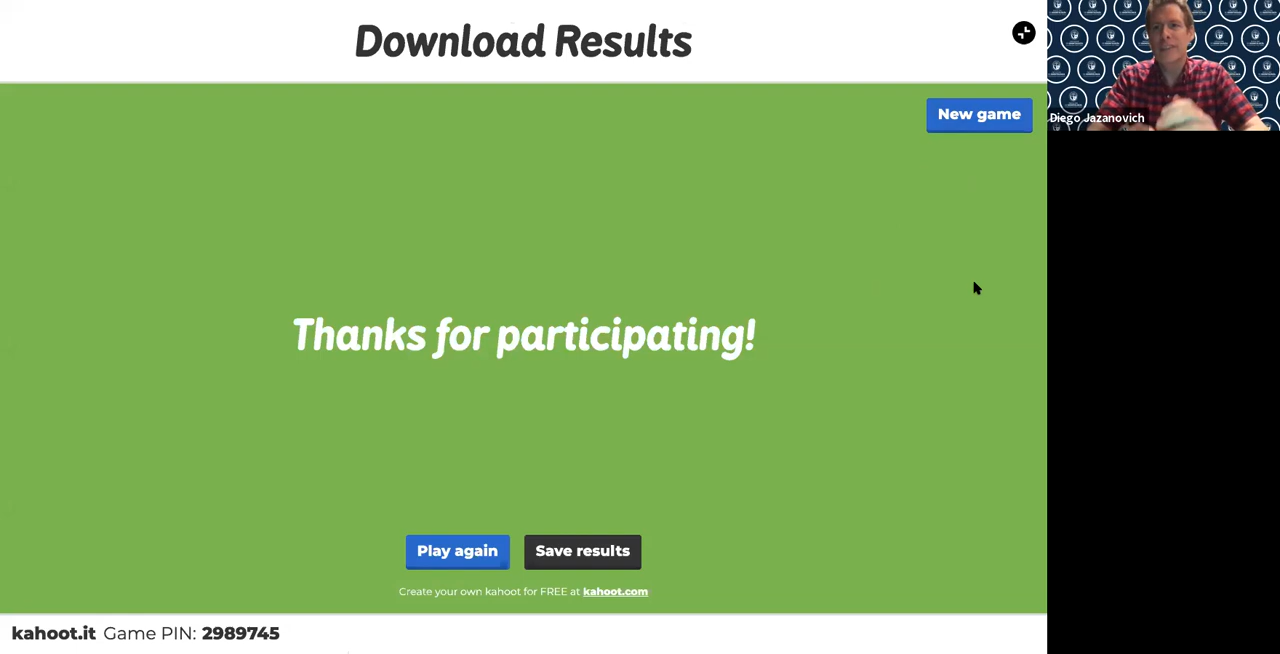 Download Results
New game
Diego Jazanovich
Thanks for participating!
Play again
Save results
Create your own kahoot for FREE at kahoot.com
kahoot.it Game PIN: 2989745